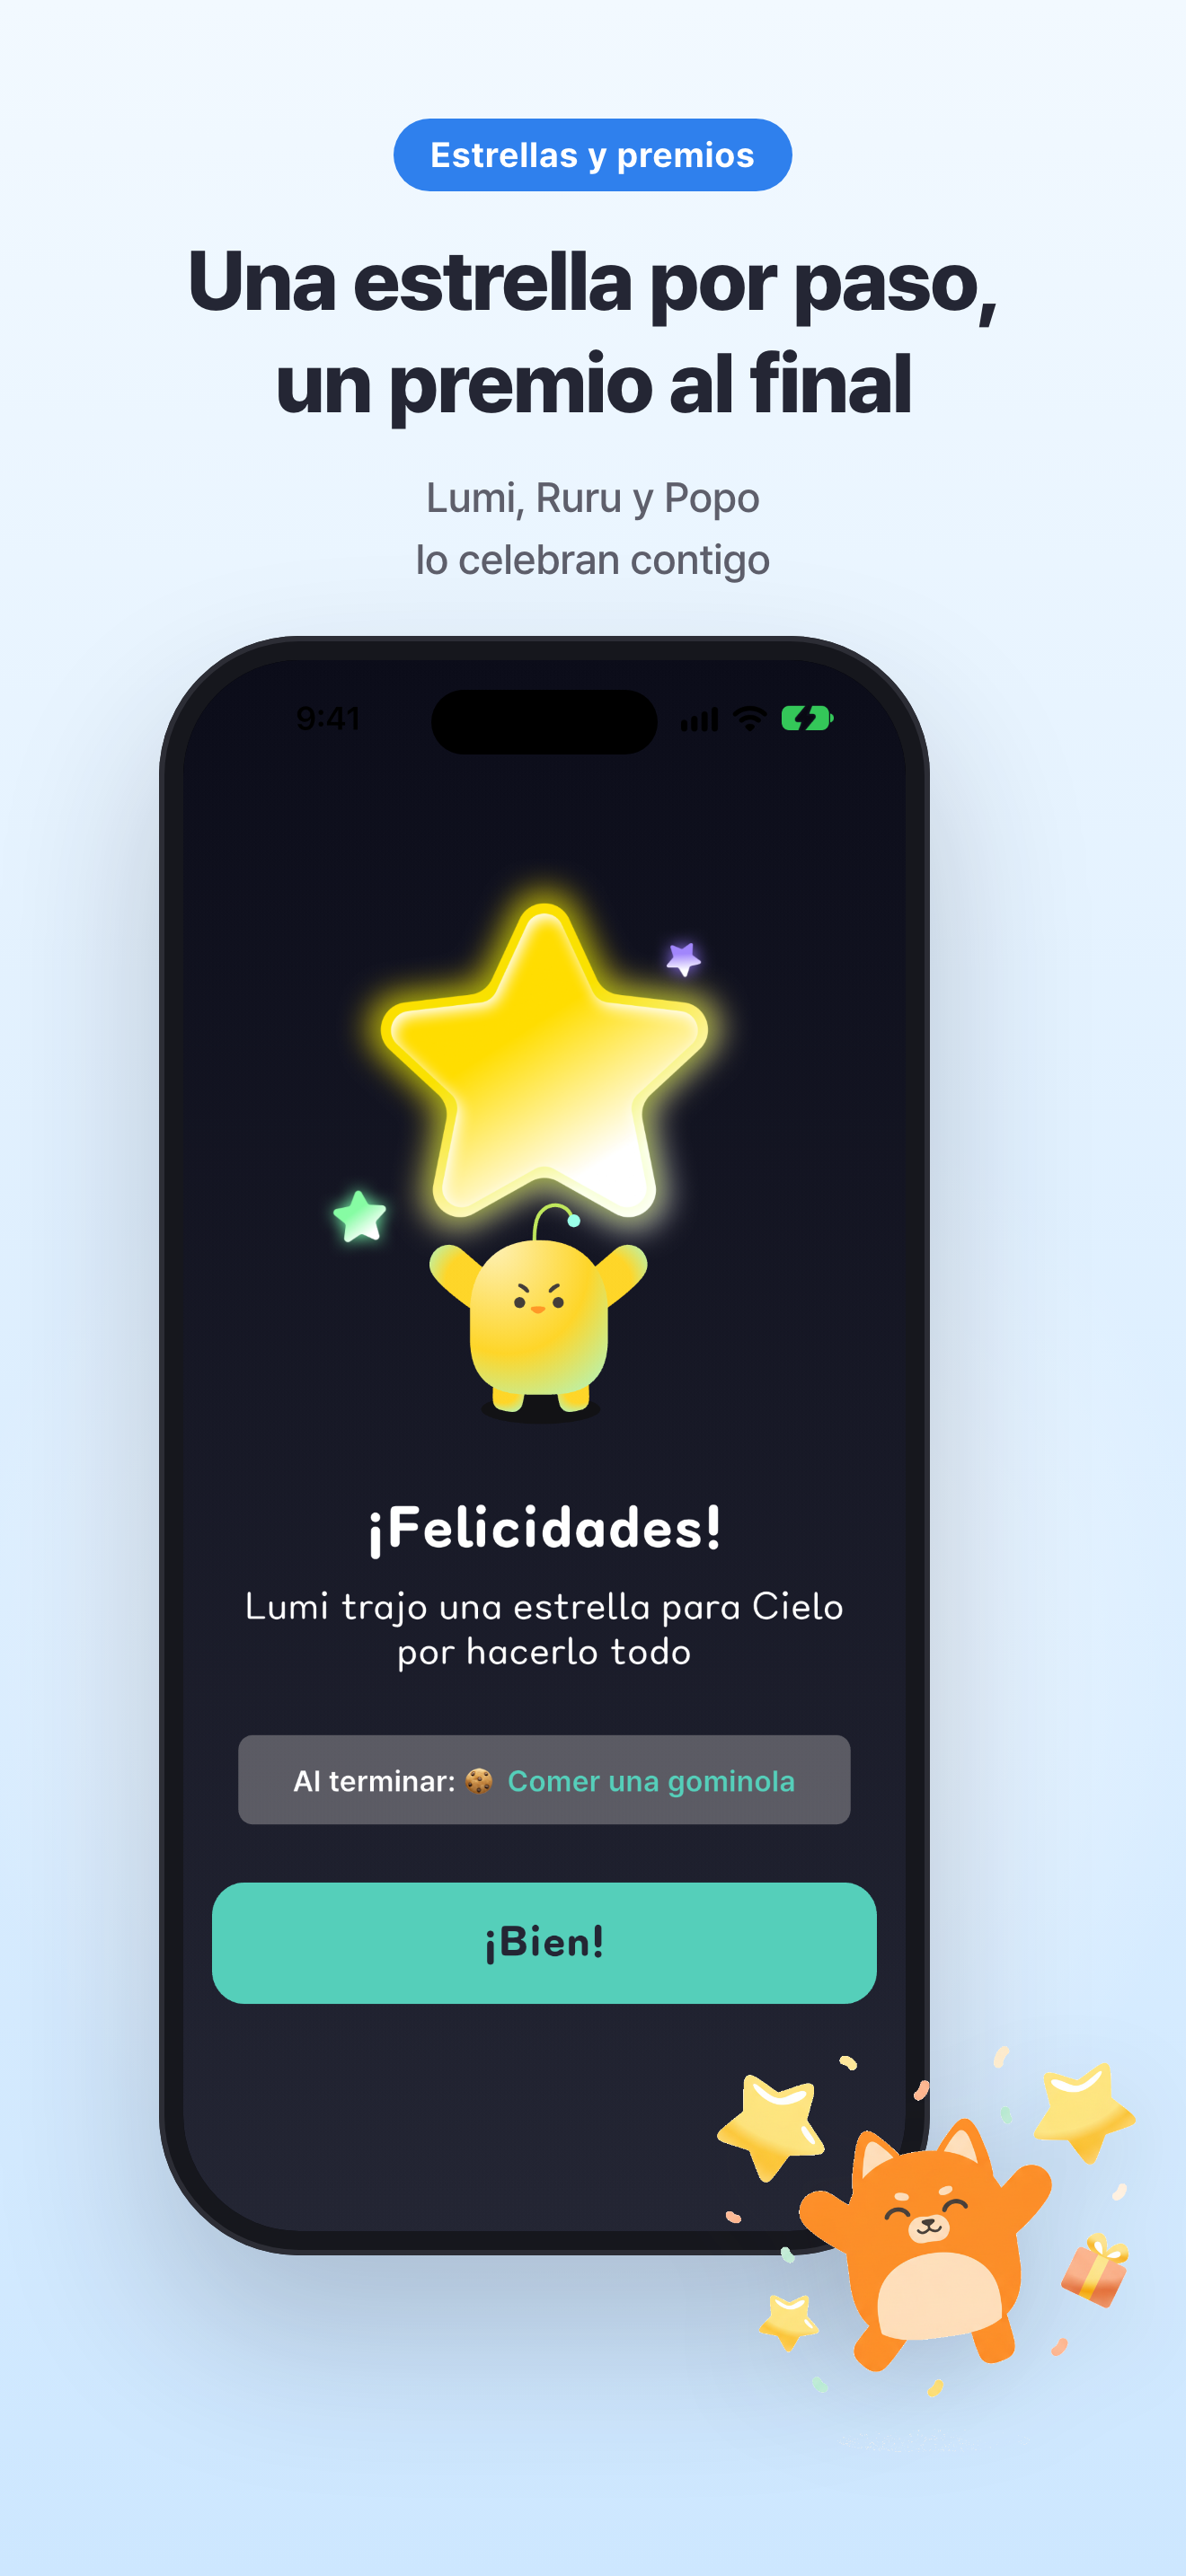 Estrellas y premios
Una estrella por paso,
un premio al final
Lumi, Ruru y Popo
lo celebran contigo
9:41
¡Felicidades!
Lumi trajo una estrella para Cielo
por hacerlo todo
Al terminar: 🍪 Comer una gominola
¡Bien!